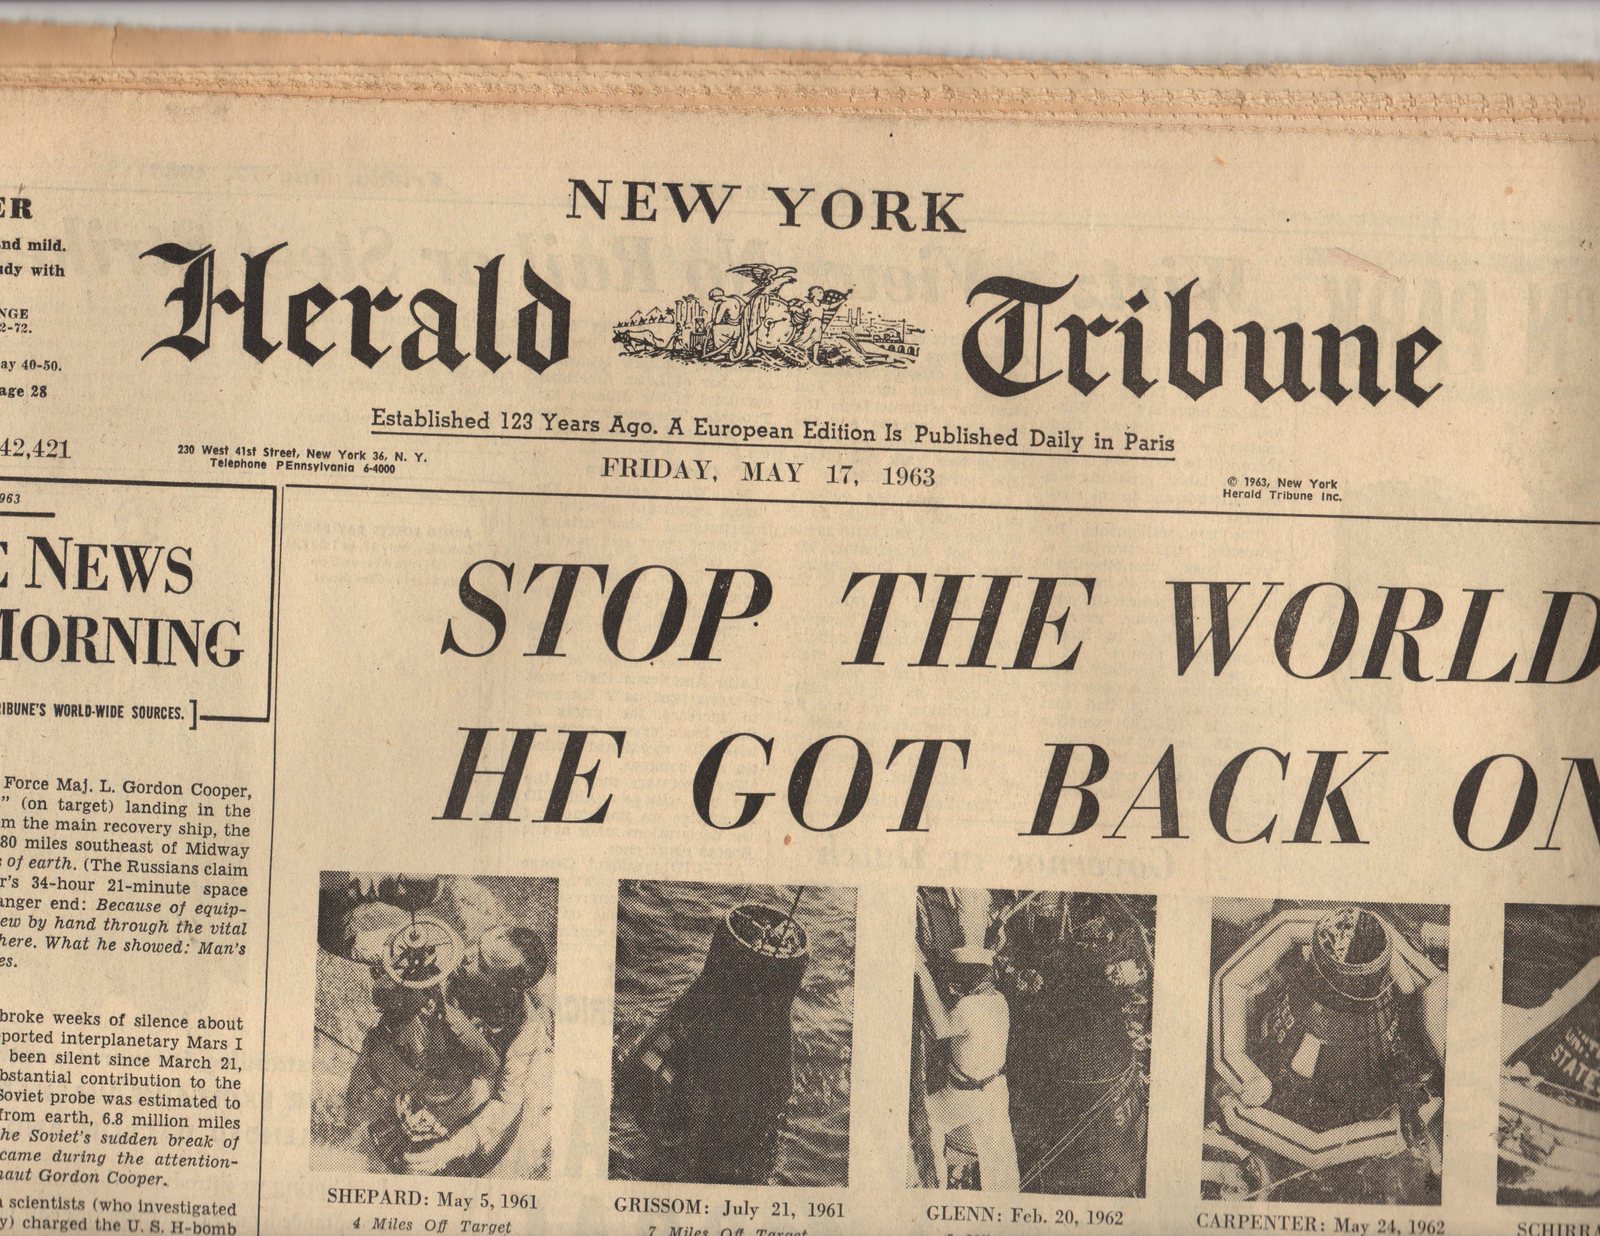 ER
nd mild.
dy with
NGE
2-72.
ay 40-50.
age 28
42,421
NEW YORK
Herald Tribune
Established 123 Years Ago. A European Edition Is Published Daily in Paris
230 West 41st Street, New York 36, N. Y.
Telephone PEnnsylvania 6-4000
FRIDAY, MAY 17, 1963
© 1963, New York
Herald Tribune Inc.
963
E NEWS
MORNING
RIBUNE'S WORLD-WIDE SOURCES.]
Force Maj. L. Gordon Cooper,
" (on target) landing in the
m the main recovery ship, the
80 miles southeast of Midway
s of earth. (The Russians claim
r's 34-hour 21-minute space
anger end: Because of equip-
ew by hand through the vital
here. What he showed: Man's
es.
broke weeks of silence about
ported interplanetary Mars I
been silent since March 21,
bstantial contribution to the
Soviet probe was estimated to
from earth, 6.8 million miles
he Soviet's sudden break of
came during the attention-
naut Gordon Cooper.
scientists (who investigated
y) charged the U. S. H-bomb
STOP THE WORLD
HE GOT BACK ON
UNITED
STATES
SHEPARD: May 5, 1961
4 Miles Off Target
GRISSOM: July 21, 1961
7 Miles Off Target
GLENN: Feb. 20, 1962
CARPENTER: May 24, 1962
SCHIRRA